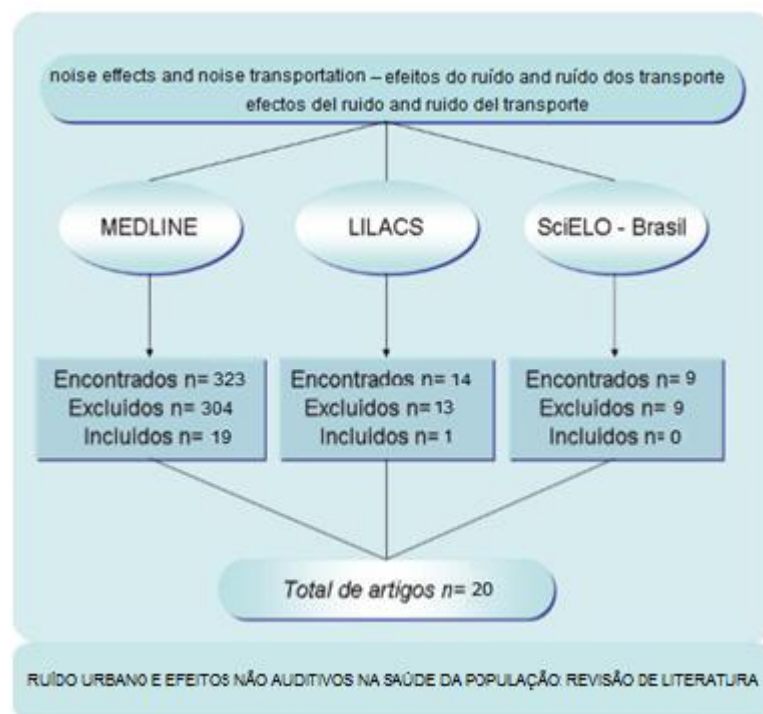 noise effects and noise transportation – efeitos do ruído and ruído dos transporte
efectos del ruido and ruido del transporte
MEDLINE
LILACS
SciELO - Brasil
Encontrados n= 323
Excluidos n= 304
Incluidos n= 19
Encontrados n= 14
Excluidos n= 13
Incluidos n= 1
Encontrados n= 9
Excluidos n= 9
Incluidos n= 0
Total de artigos n= 20
RUÍDO URBANO E EFEITOS NÃO AUDITIVOS NA SAÚDE DA POPULAÇÃO: REVISÃO DE LITERATURA